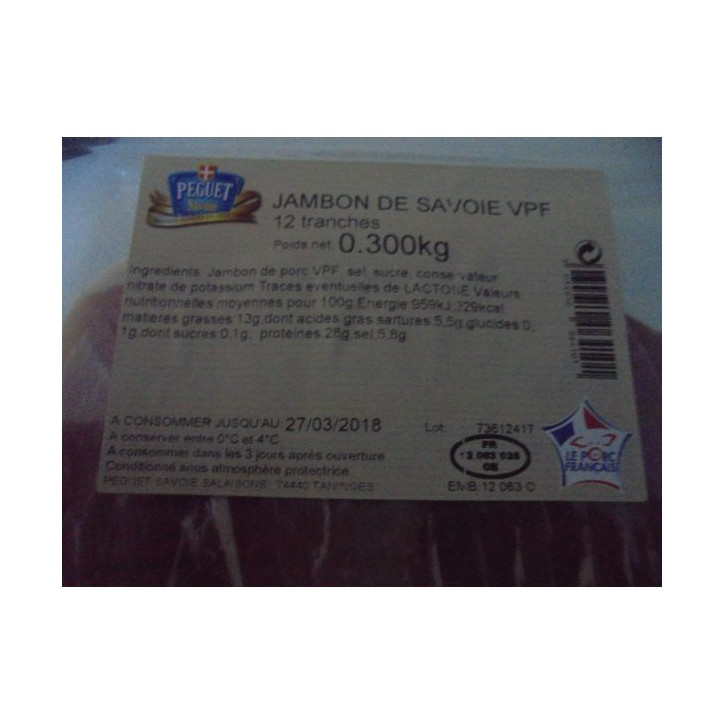 PEGUET
Savoie
JAMBON DE SAVOIE VPF
12 tranches
Poids net: 0.300kg
Ingredients: Jambon de porc VPF, sel, sucre, conservateur
nitrate de potassium Traces eventuelles de LACTOSE Valeurs
nutritionnelles moyennes pour 100g:Energie 959kJ,229kcal
matieres grasses 13g,dont acides gras sartures:5,5g,glucides:0,
1g,dont sucres 0,1g, proteines 28g,sel:5,8g
A CONSOMMER JUSQU'AU 27/03/2018
Lot: 73612417
A conserver entre 0°C et 4°C
A consommer dans les 3 jours après ouverture
Conditionné sous atmosphère protectrice
PEGUET SAVOIE SALAISONS 74440 TANINGES
FR
12 063 026
CE
EMB 12 063 C
LE PORC
FRANÇAIS